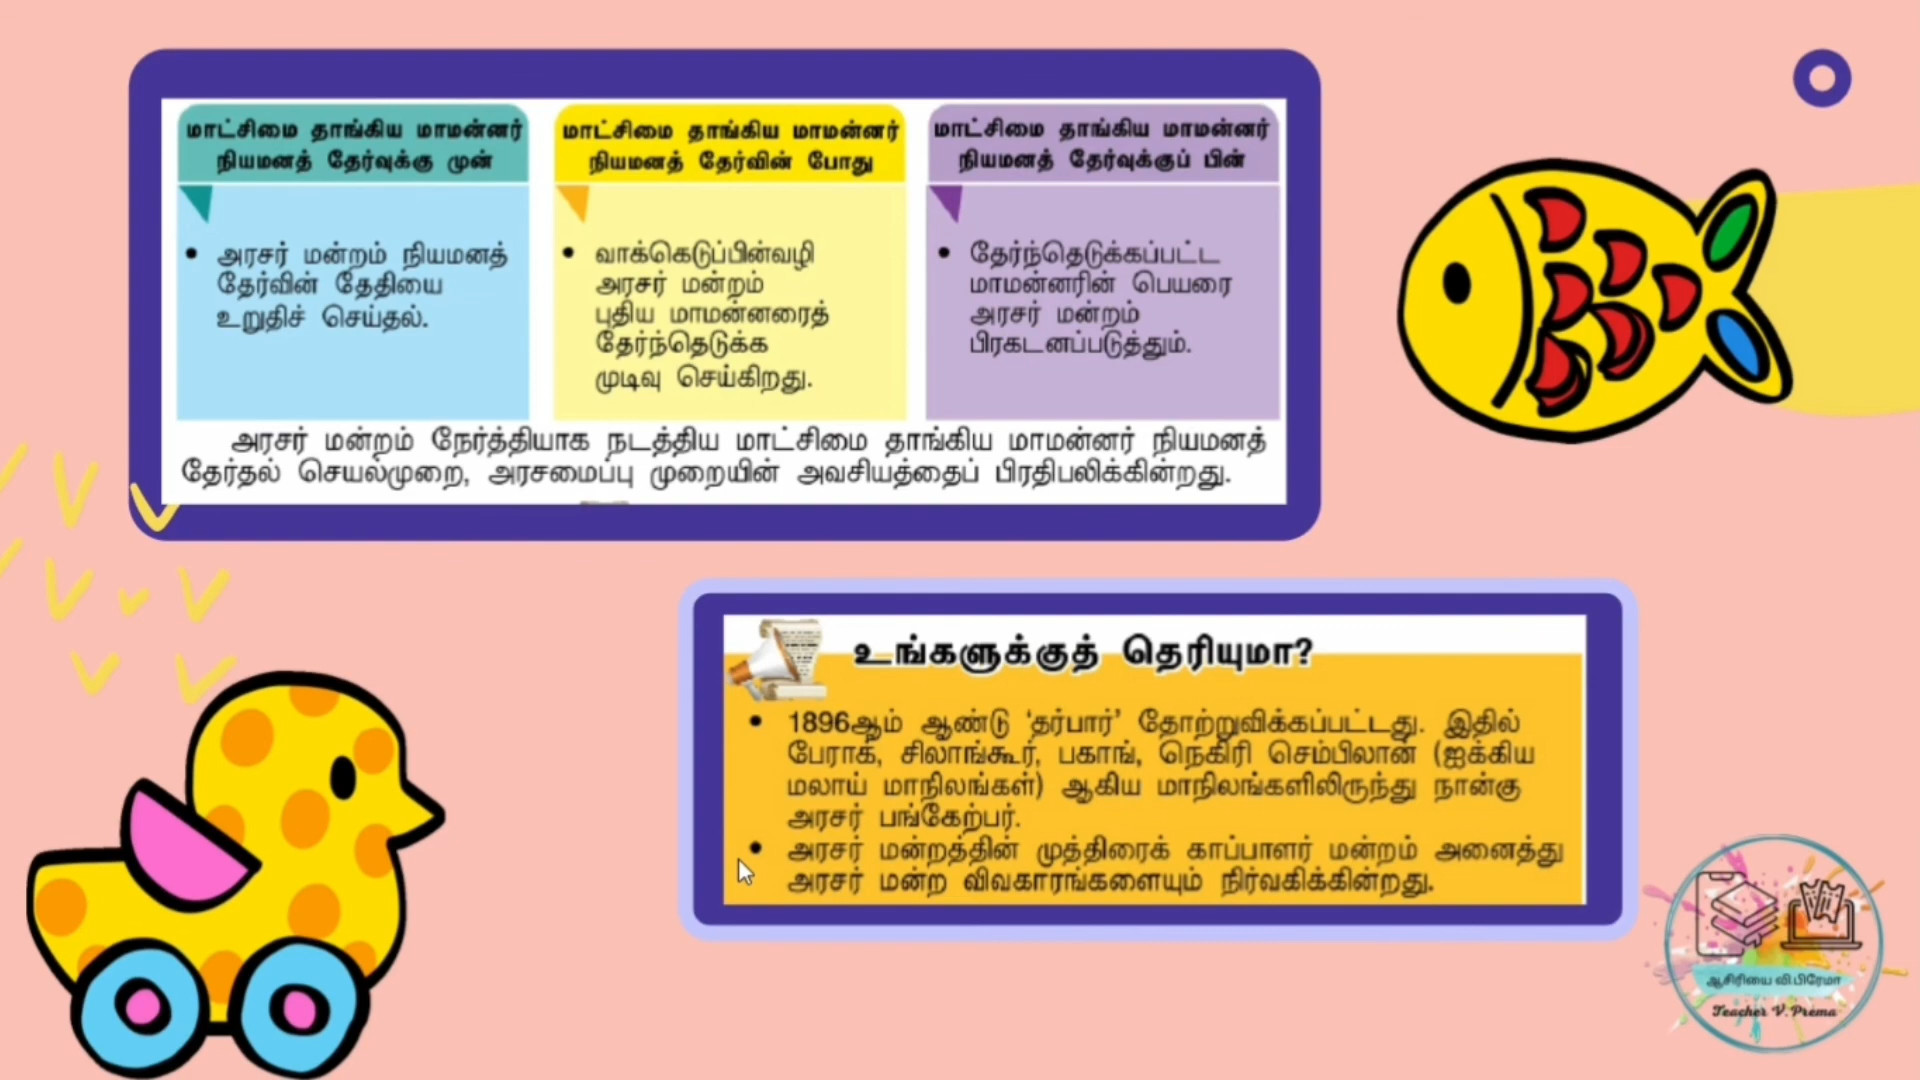 மாட்சிமை தாங்கிய மாமன்னர்
நியமனத் தேர்வுக்கு முன்
அரசர் மன்றம் நியமனத்
தேர்வின் தேதியை
உறுதிச் செய்தல்.
மாட்சிமை தாங்கிய மாமன்னர்
நியமனத் தேர்வின் போது
வாக்கெடுப்பின்வழி
அரசர் மன்றம்
புதிய மாமன்னரைத்
தேர்ந்தெடுக்க
முடிவு செய்கிறது.
மாட்சிமை தாங்கிய மாமன்னர்
நியமனத் தேர்வுக்குப் பின்
தேர்ந்தெடுக்கப்பட்ட
மாமன்னரின் பெயரை
அரசர் மன்றம்
பிரகடனப்படுத்தும்.
அரசர் மன்றம் நேர்த்தியாக நடத்திய மாட்சிமை தாங்கிய மாமன்னர் நியமனத்
தேர்தல் செயல்முறை, அரசமைப்பு முறையின் அவசியத்தைப் பிரதிபலிக்கின்றது.
உங்களுக்குத் தெரியுமா?
1896ஆம் ஆண்டு ‘தர்பார்’ தோற்றுவிக்கப்பட்டது. இதில்
பேராக், சிலாங்கூர், பகாங், நெகிரி செம்பிலான் (ஐக்கிய
மலாய் மாநிலங்கள்) ஆகிய மாநிலங்களிலிருந்து நான்கு
அரசர் பங்கேற்பர்.
அரசர் மன்றத்தின் முத்திரைக் காப்பாளர் மன்றம் அனைத்து
அரசர் மன்ற விவகாரங்களையும் நிர்வகிக்கின்றது.
ஆசிரியை வி.பிரேமா
Teacher V. Prema